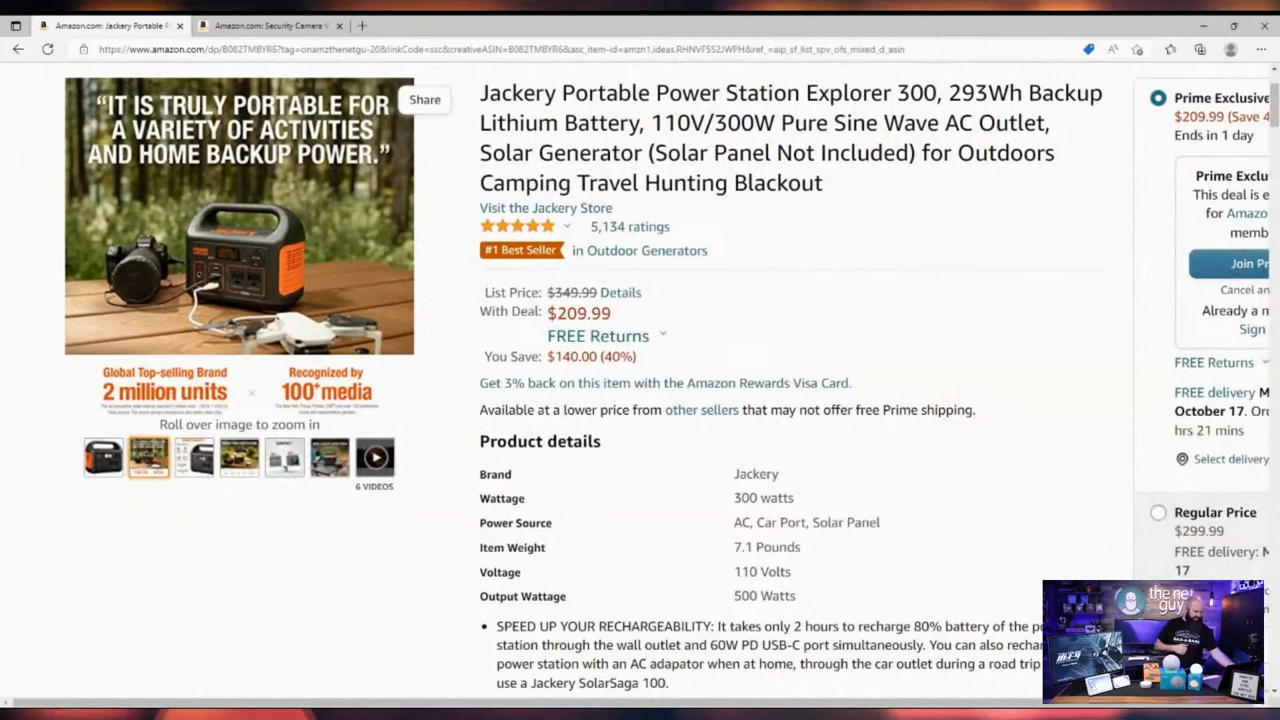 Amazon.com: Jackery Portable P
Amazon.com: Security Camera
https://www.amazon.com/dp/B082TMBYR6?tag=onamzthenetgu-20&linkCode=ssc&creativeASIN=B082TMBYR6&asc_item-id=amzn1.ideas.RHNVF5S2JWPH&ref_=aip_sf_list_spv_ofs_mixed_d_asin
“IT IS TRULY PORTABLE FOR
A VARIETY OF ACTIVITIES
AND HOME BACKUP POWER.”
Share
Global Top-selling Brand
2 million units
Recognized by
100+media
Roll over image to zoom in
6 VIDEOS
Jackery Portable Power Station Explorer 300, 293Wh Backup
Lithium Battery, 110V/300W Pure Sine Wave AC Outlet,
Solar Generator (Solar Panel Not Included) for Outdoors
Camping Travel Hunting Blackout
Visit the Jackery Store
5,134 ratings
#1 Best Seller in Outdoor Generators
List Price: $349.99 Details
With Deal: $209.99
FREE Returns
You Save: $140.00 (40%)
Get 3% back on this item with the Amazon Rewards Visa Card.
Available at a lower price from other sellers that may not offer free Prime shipping.
Product details
Brand Jackery
Wattage 300 watts
Power Source AC, Car Port, Solar Panel
Item Weight 7.1 Pounds
Voltage 110 Volts
Output Wattage 500 Watts
• SPEED UP YOUR RECHARGEABILITY: It takes only 2 hours to recharge 80% battery of the po
station through the wall outlet and 60W PD USB-C port simultaneously. You can also rechar
power station with an AC adapator when at home, through the car outlet during a road trip
use a Jackery SolarSaga 100.
Prime Exclusive
$209.99 (Save 4
Ends in 1 day
Prime Exclu
This deal is e
for Amazo
memb
Join Pr
Cancel an
Already a m
Sign
FREE Returns
FREE delivery M
October 17. Or
hrs 21 mins
Select delivery
Regular Price
$299.99
FREE delivery: M
17
the net
guy